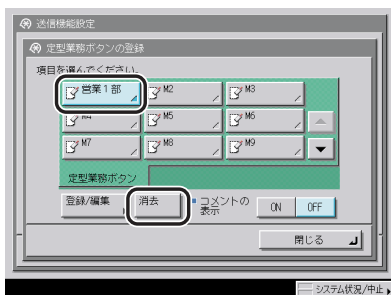 送信機能設定
定型業務ボタンの登録
項目を選んでください。
営業1部 M2 M3
M4 M5 M6
M7 M8 M9
定型業務ボタン
登録/編集 消去 ■コメントの表示 ON OFF
閉じる
システム状況/中止